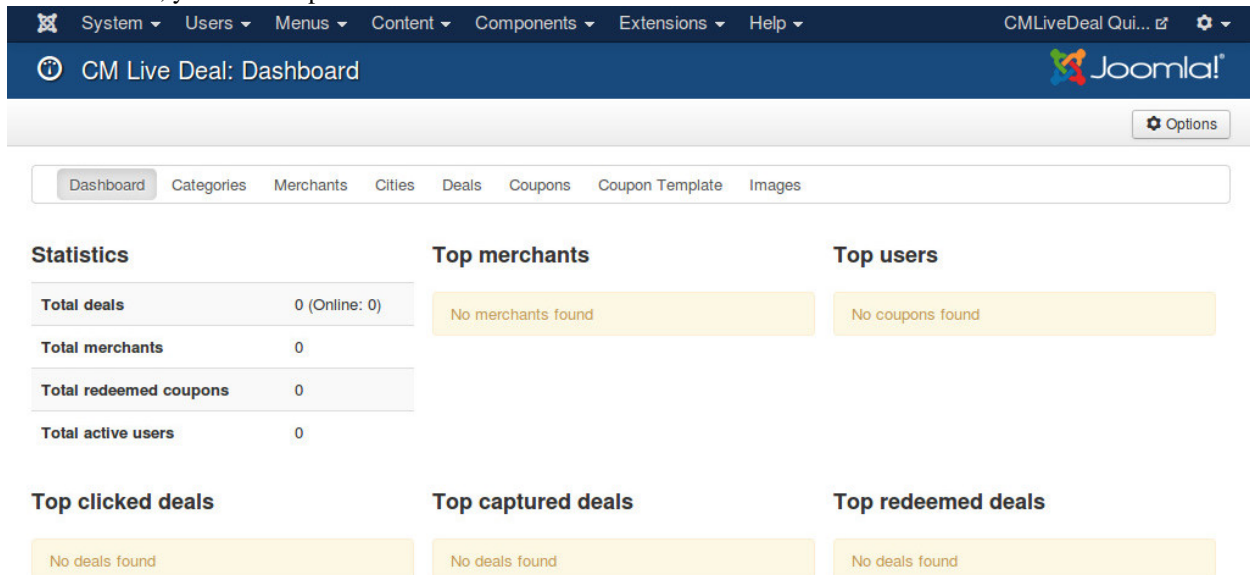 System Users Menus Content Components Extensions Help CMLiveDeal Qui...
CM Live Deal: Dashboard Joomla!
Options
Dashboard Categories Merchants Cities Deals Coupons Coupon Template Images
Statistics Top merchants Top users
Total deals 0 (Online: 0) No merchants found No coupons found
Total merchants 0
Total redeemed coupons 0
Total active users 0
Top clicked deals Top captured deals Top redeemed deals
No deals found No deals found No deals found